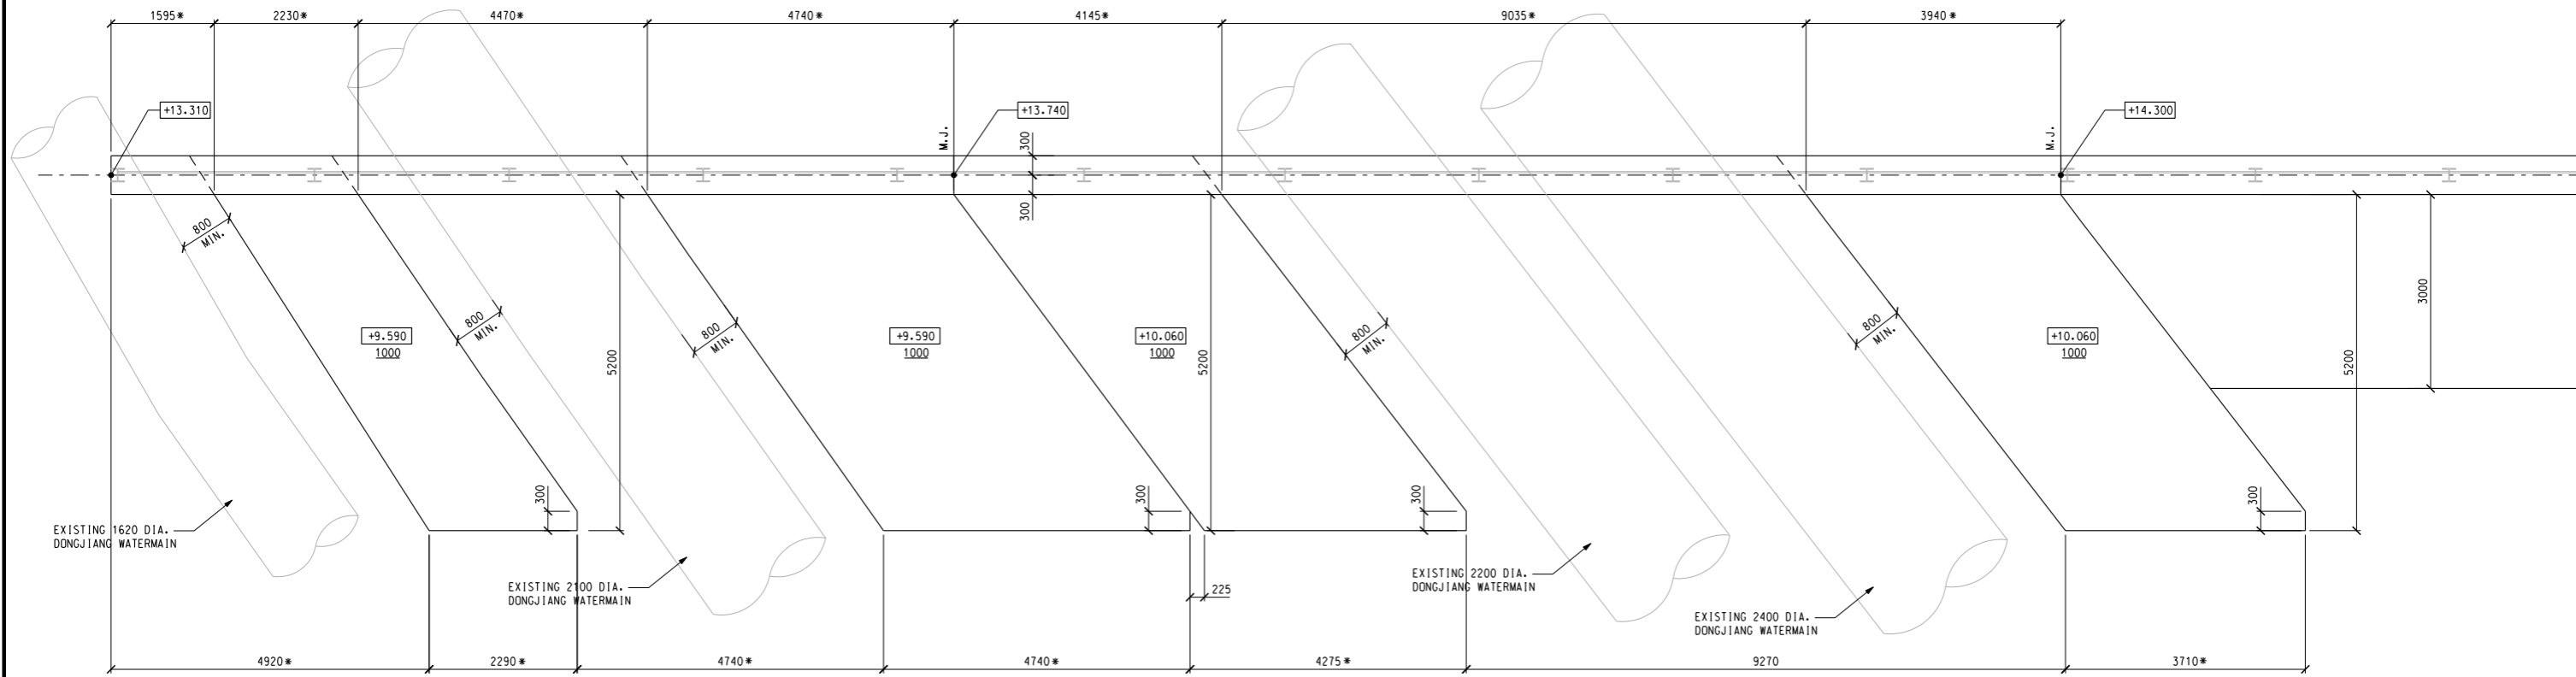 1595*
2230*
4470*
4740*
4145*
9035*
3940*
+13.310
+13.740
+14.300
M.J.
M.J.
300
300
800
MIN.
800
MIN.
800
MIN.
800
MIN.
800
MIN.
+9.590
1000
+9.590
1000
+10.060
1000
+10.060
1000
5200
5200
5200
3000
300
300
300
300
EXISTING 1620 DIA.
DONGJIANG WATERMAIN
EXISTING 2100 DIA.
DONGJIANG WATERMAIN
EXISTING 2200 DIA.
DONGJIANG WATERMAIN
EXISTING 2400 DIA.
DONGJIANG WATERMAIN
225
4920*
2290*
4740*
4740*
4275*
9270
3710*